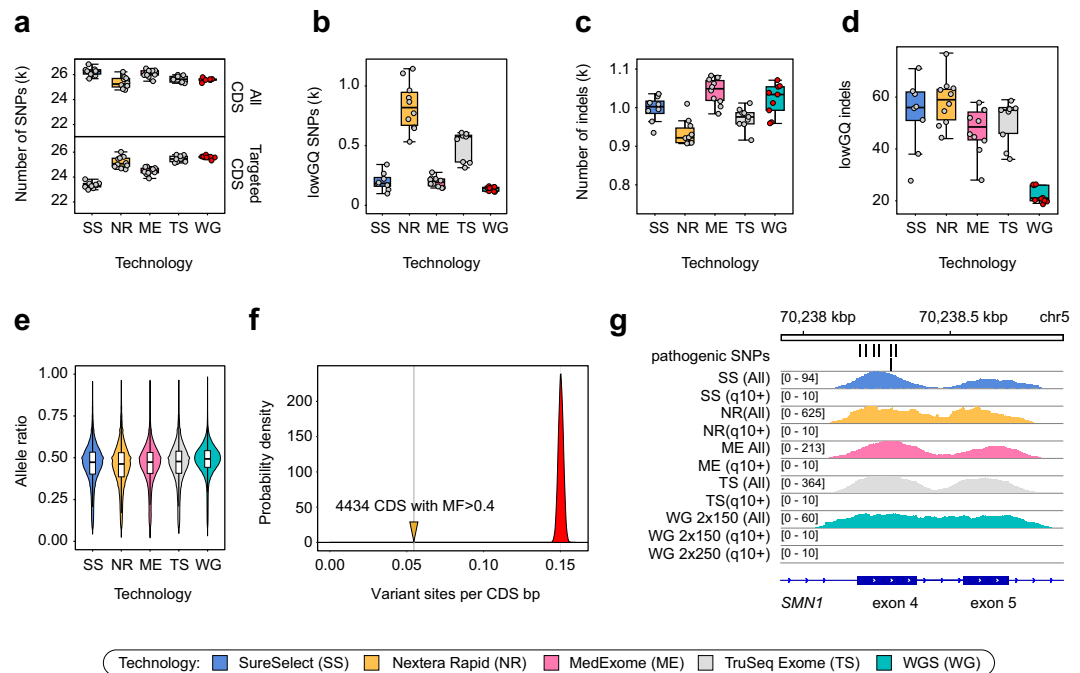 a
Number of SNPs (k)
26
24
22
26
24
22
All CDS
Targeted CDS
SS NR ME TS WG
Technology
b
lowGQ SNPs (k)
1.0
0.5
0
SS NR ME TS WG
Technology
c
Number of indels (k)
1.1
1.0
0.9
0.8
SS NR ME TS WG
Technology
d
lowGQ indels
60
40
20
SS NR ME TS WG
Technology
e
Allele ratio
1.00
0.75
0.50
0.25
0.00
SS NR ME TS WG
Technology
f
Probability density
200
150
100
50
0
4434 CDS with MF>0.4
0.00 0.05 0.10 0.15
Variant sites per CDS bp
g
70,238 kbp 70,238.5 kbp chr5
pathogenic SNPs
SS (All) [0 - 94]
SS (q10+) [0 - 10]
NR(All) [0 - 625]
NR(q10+) [0 - 10]
ME All) [0 - 213]
ME (q10+) [0 - 10]
TS (All) [0 - 364]
TS(q10+) [0 - 10]
WG 2x150 (All) [0 - 60]
WG 2x150 (q10+) [0 - 10]
WG 2x250 (q10+) [0 - 10]
SMN1 exon 4 exon 5
Technology: SureSelect (SS) Nextera Rapid (NR) MedExome (ME) TruSeq Exome (TS) WGS (WG)